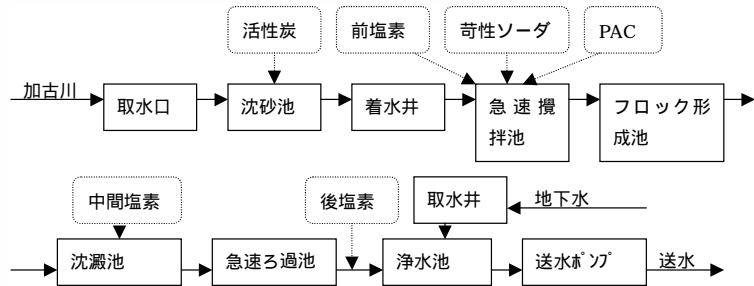 活性炭
前塩素
苛性ソーダ
PAC
加古川
取水口
沈砂池
着水井
急速攪
拌池
フロック形
成池
中間塩素
後塩素
取水井
地下水
沈澱池
急速ろ過池
浄水池
送水ﾎﾟﾝﾌﾟ
送水